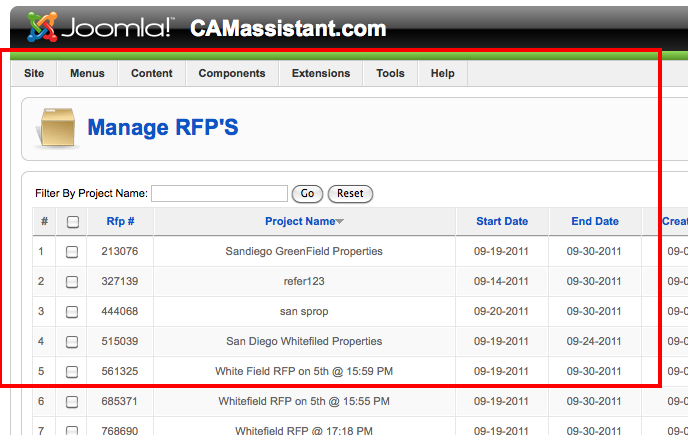 Joomla! CAMassistant.com
Site Menus Content Components Extensions Tools Help
Manage RFP'S
Filter By Project Name: Go Reset
# Rfp # Project Name Start Date End Date
1 213076 Sandiego GreenField Properties 09-19-2011 09-30-2011
2 327139 refer123 09-14-2011 09-30-2011
3 444068 san sprop 09-20-2011 09-30-2011
4 515039 San Diego Whitefiled Properties 09-19-2011 09-24-2011
5 561325 White Field RFP on 5th @ 15:59 PM 09-19-2011 09-30-2011
6 685371 Whitefield RFP on 5th @ 15:55 PM 09-19-2011 09-30-2011
7 768690 Whitefield RFP @ 17:18 PM 09-19-2011 09-30-2011